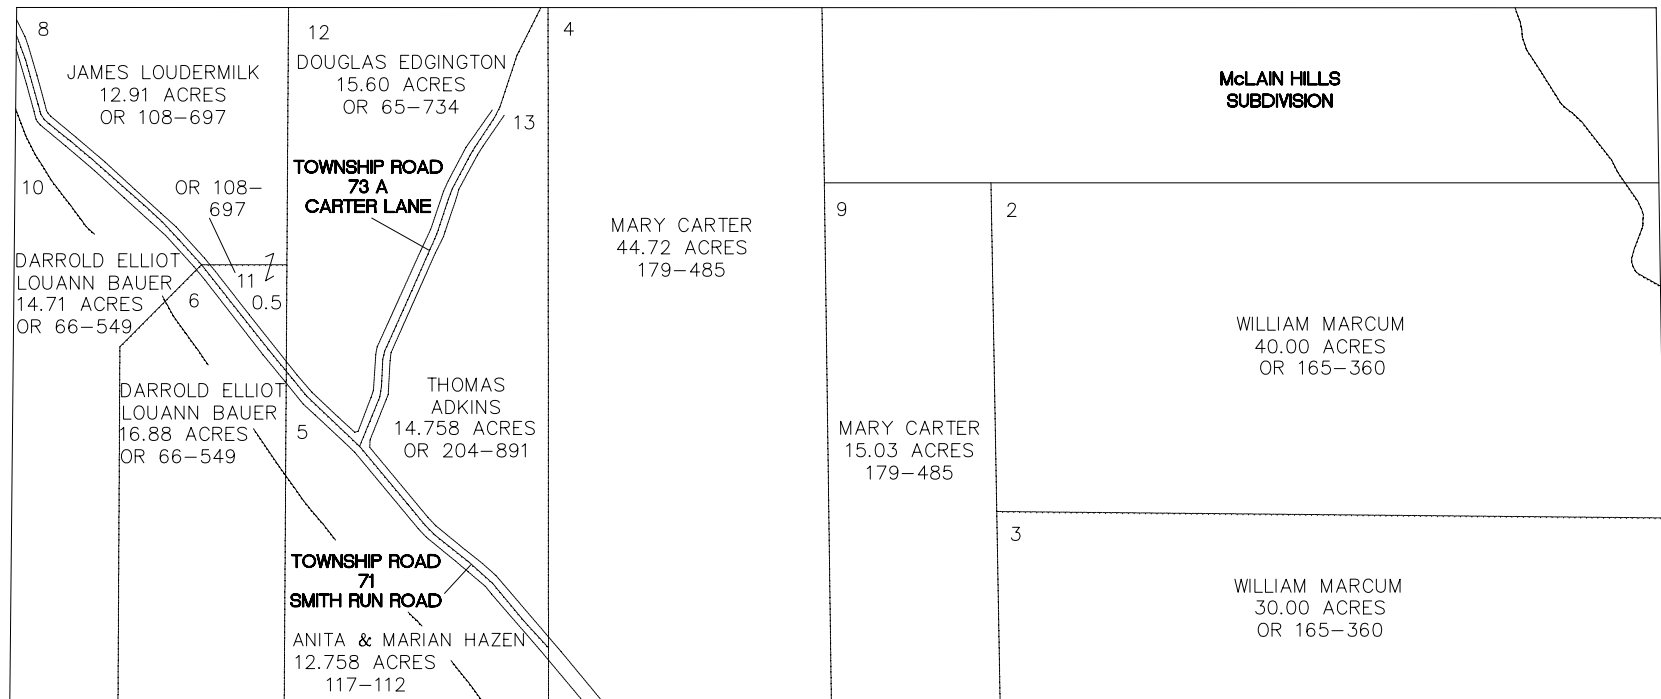 8
JAMES LOUDERMILK
12.91 ACRES
OR 108-697
12
DOUGLAS EDGINGTON
15.60 ACRES
OR 65-734
13
4
McLAIN HILLS
SUBDIVISION
TOWNSHIP ROAD
73 A
CARTER LANE
10
OR 108-
697
MARY CARTER
44.72 ACRES
179-485
9
2
DARROLD ELLIOT
LOUANN BAUER
14.71 ACRES
OR 66-549
6
11
0.5
WILLIAM MARCUM
40.00 ACRES
OR 165-360
DARROLD ELLIOT
LOUANN BAUER
16.88 ACRES
OR 66-549
5
THOMAS
ADKINS
14.758 ACRES
OR 204-891
MARY CARTER
15.03 ACRES
179-485
3
TOWNSHIP ROAD
71
SMITH RUN ROAD
WILLIAM MARCUM
30.00 ACRES
OR 165-360
ANITA & MARIAN HAZEN
12.758 ACRES
117-112